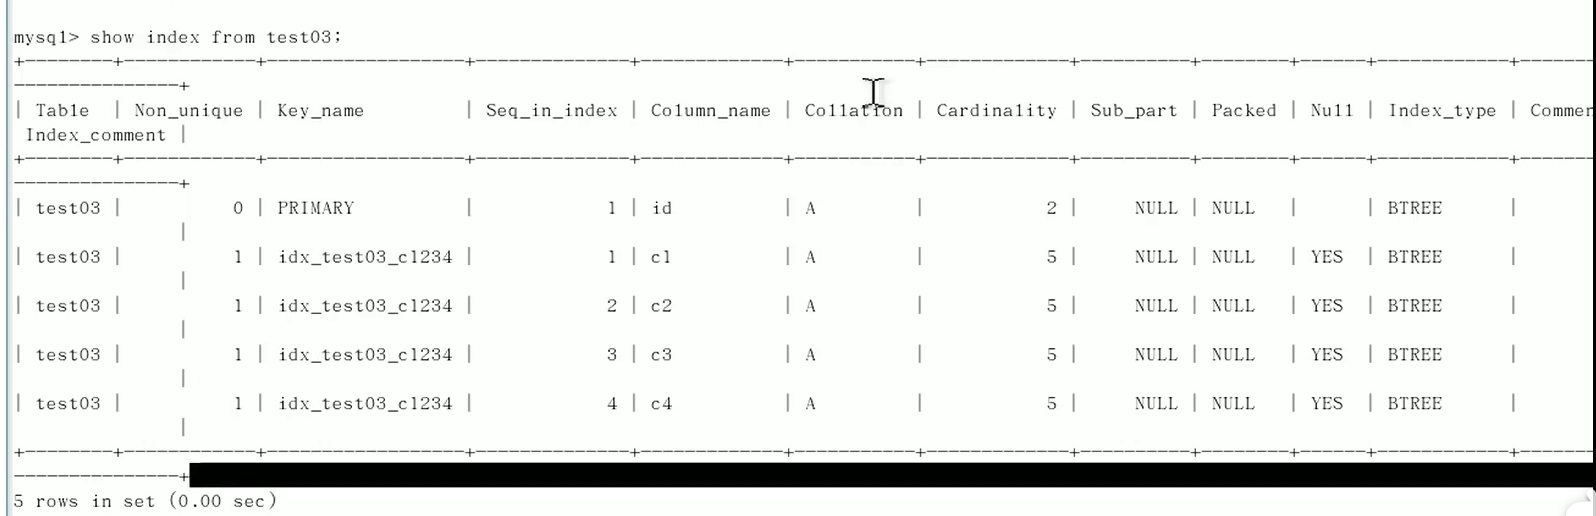 mysql> show index from test03;
+--------+------------+-------------------+--------------+-------------+-----------+-------------+----------+--------+------+------------+-------
---------------+
| Table | Non_unique | Key_name | Seq_in_index | Column_name | Collation | Cardinality | Sub_part | Packed | Null | Index_type | Commen
Index_comment |
+--------+------------+-------------------+--------------+-------------+-----------+-------------+----------+--------+------+------------+-------
---------------+
| test03 | 0 | PRIMARY | 1 | id | A | 2 | NULL | NULL | | BTREE |
|
| test03 | 1 | idx_test03_c1234 | 1 | c1 | A | 5 | NULL | NULL | YES | BTREE |
|
| test03 | 1 | idx_test03_c1234 | 2 | c2 | A | 5 | NULL | NULL | YES | BTREE |
|
| test03 | 1 | idx_test03_c1234 | 3 | c3 | A | 5 | NULL | NULL | YES | BTREE |
|
| test03 | 1 | idx_test03_c1234 | 4 | c4 | A | 5 | NULL | NULL | YES | BTREE |
|
+--------+------------+-------------------+--------------+-------------+-----------+-------------+----------+--------+------+------------+-------
---------------+
5 rows in set (0.00 sec)